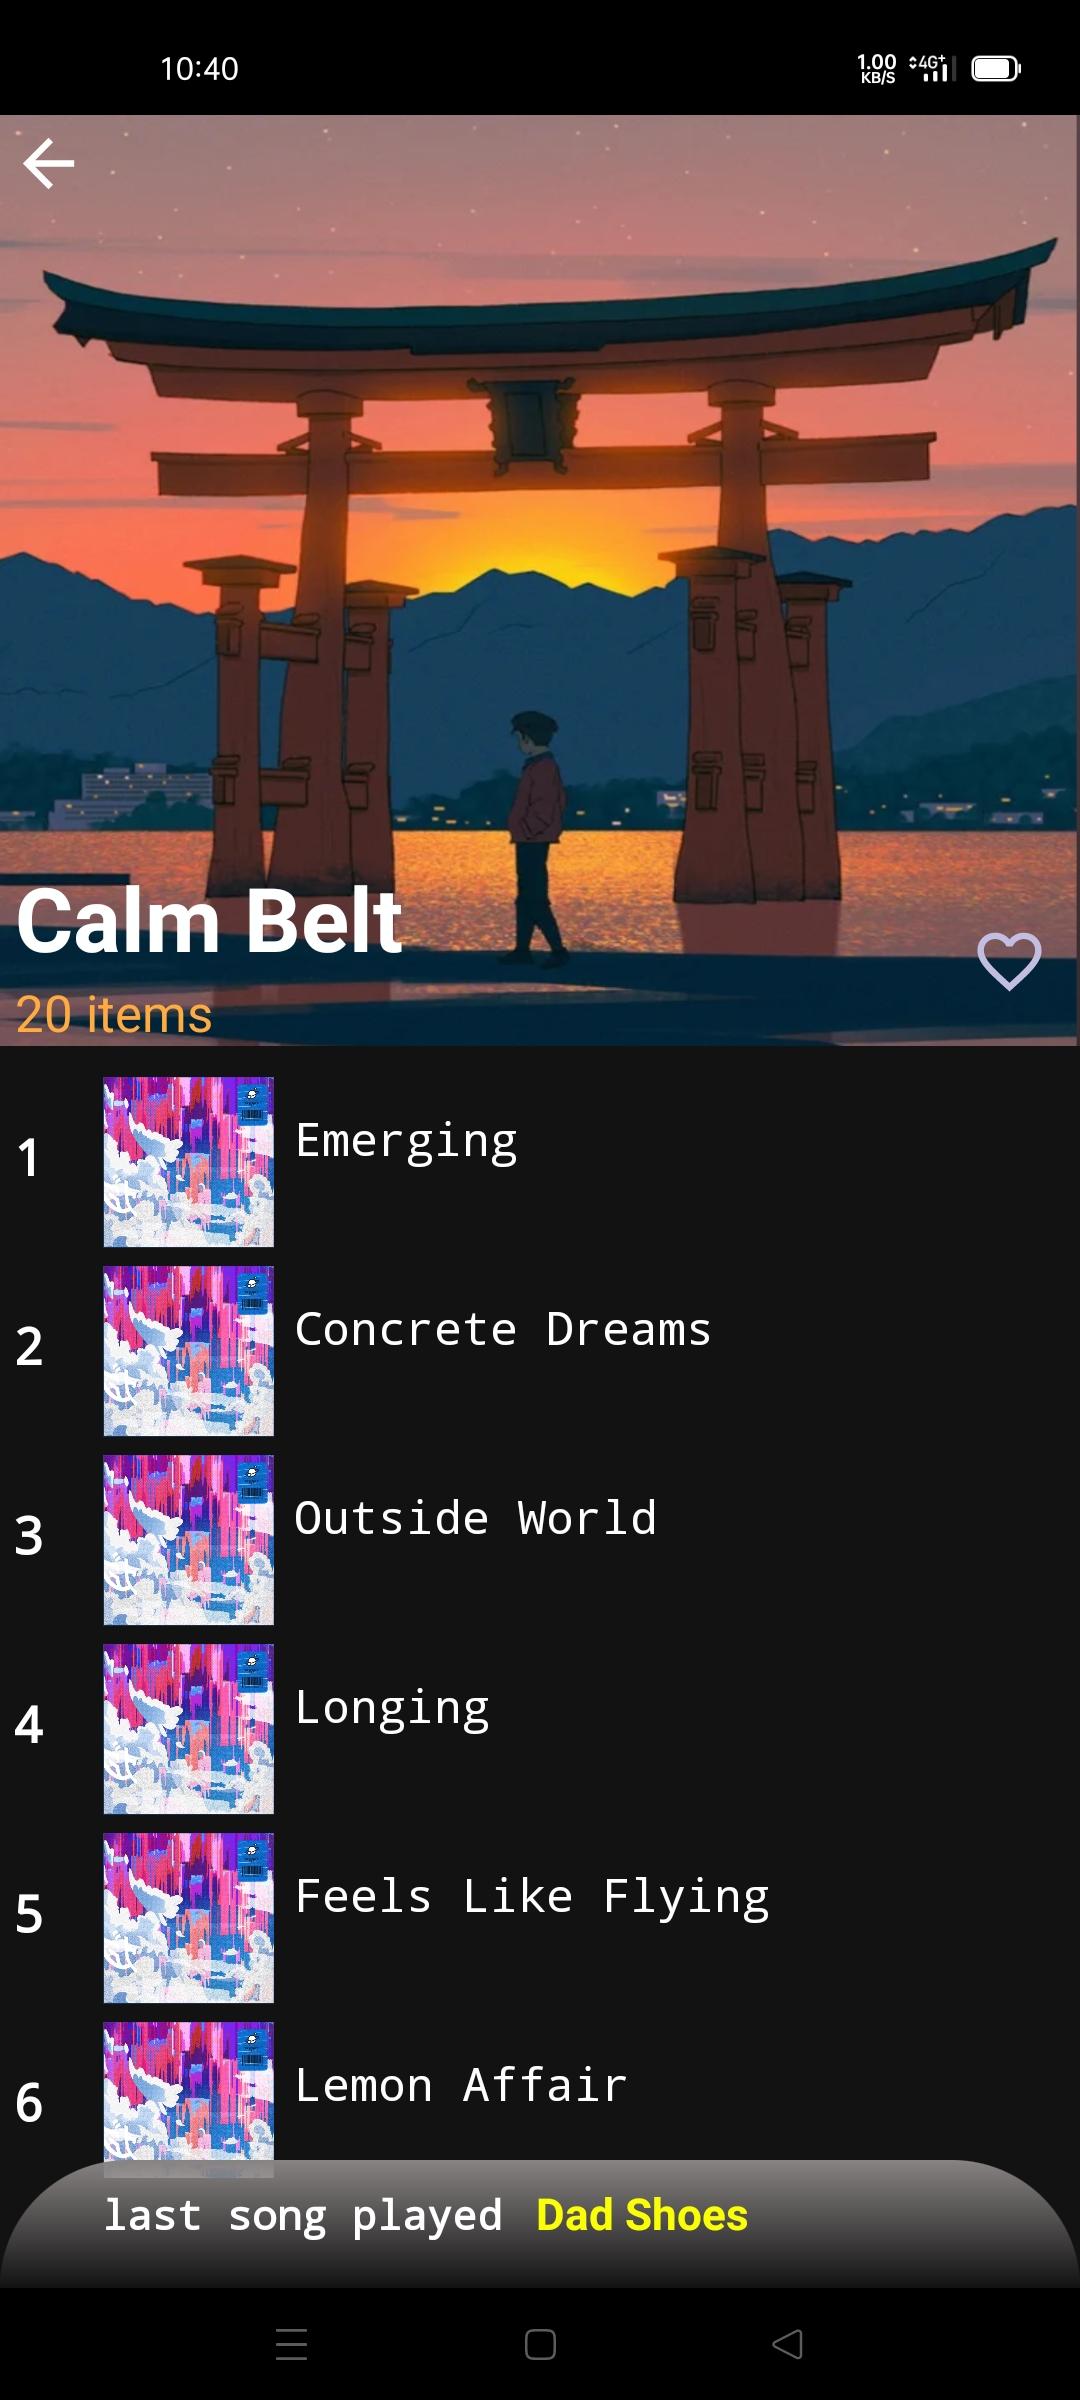 10:40
1.00
KB/S
4G+
Calm Belt
20 items
1
Emerging
2
Concrete Dreams
3
Outside World
4
Longing
5
Feels Like Flying
6
Lemon Affair
last song played Dad Shoes